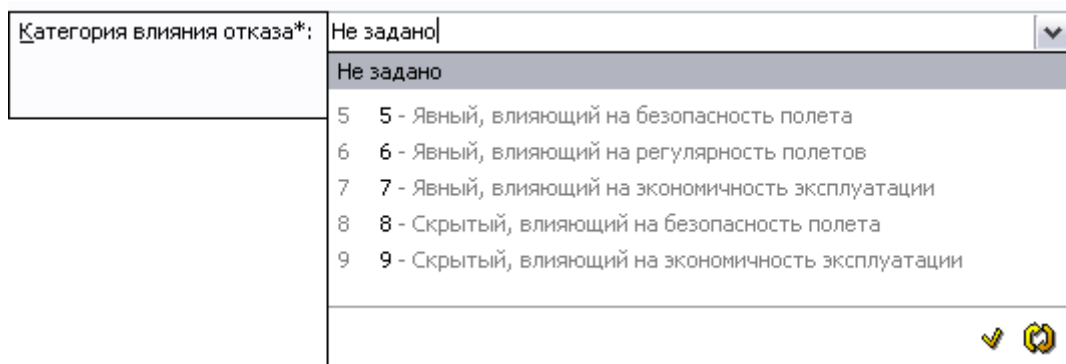 Категория влияния отказа*: Не задано
Не задано
5 5 - Явный, влияющий на безопасность полета
6 6 - Явный, влияющий на регулярность полетов
7 7 - Явный, влияющий на экономичность эксплуатации
8 8 - Скрытый, влияющий на безопасность полета
9 9 - Скрытый, влияющий на экономичность эксплуатации